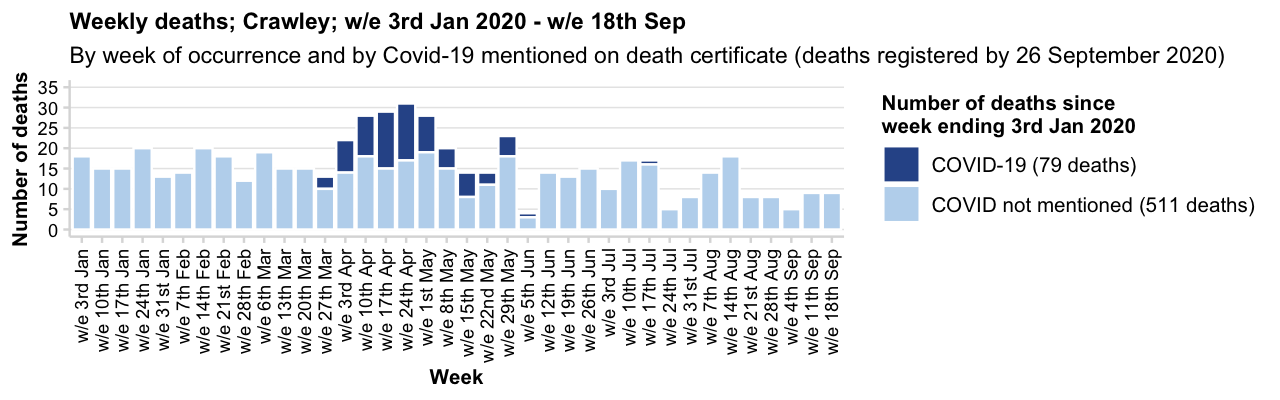 Weekly deaths; Crawley; w/e 3rd Jan 2020 - w/e 18th Sep
By week of occurrence and by Covid-19 mentioned on death certificate (deaths registered by 26 September 2020)
Number of deaths
35
30
25
20
15
10
5
0
w/e 3rd Jan
w/e 10th Jan
w/e 17th Jan
w/e 24th Jan
w/e 31st Jan
w/e 7th Feb
w/e 14th Feb
w/e 21st Feb
w/e 28th Feb
w/e 6th Mar
w/e 13th Mar
w/e 20th Mar
w/e 27th Mar
w/e 3rd Apr
w/e 10th Apr
w/e 17th Apr
w/e 24th Apr
w/e 1st May
w/e 8th May
w/e 15th May
w/e 22nd May
w/e 29th May
w/e 5th Jun
w/e 12th Jun
w/e 19th Jun
w/e 26th Jun
w/e 3rd Jul
w/e 10th Jul
w/e 17th Jul
w/e 24th Jul
w/e 31st Jul
w/e 7th Aug
w/e 14th Aug
w/e 21st Aug
w/e 28th Aug
w/e 4th Sep
w/e 11th Sep
w/e 18th Sep
Week
Number of deaths since
week ending 3rd Jan 2020
COVID-19 (79 deaths)
COVID not mentioned (511 deaths)